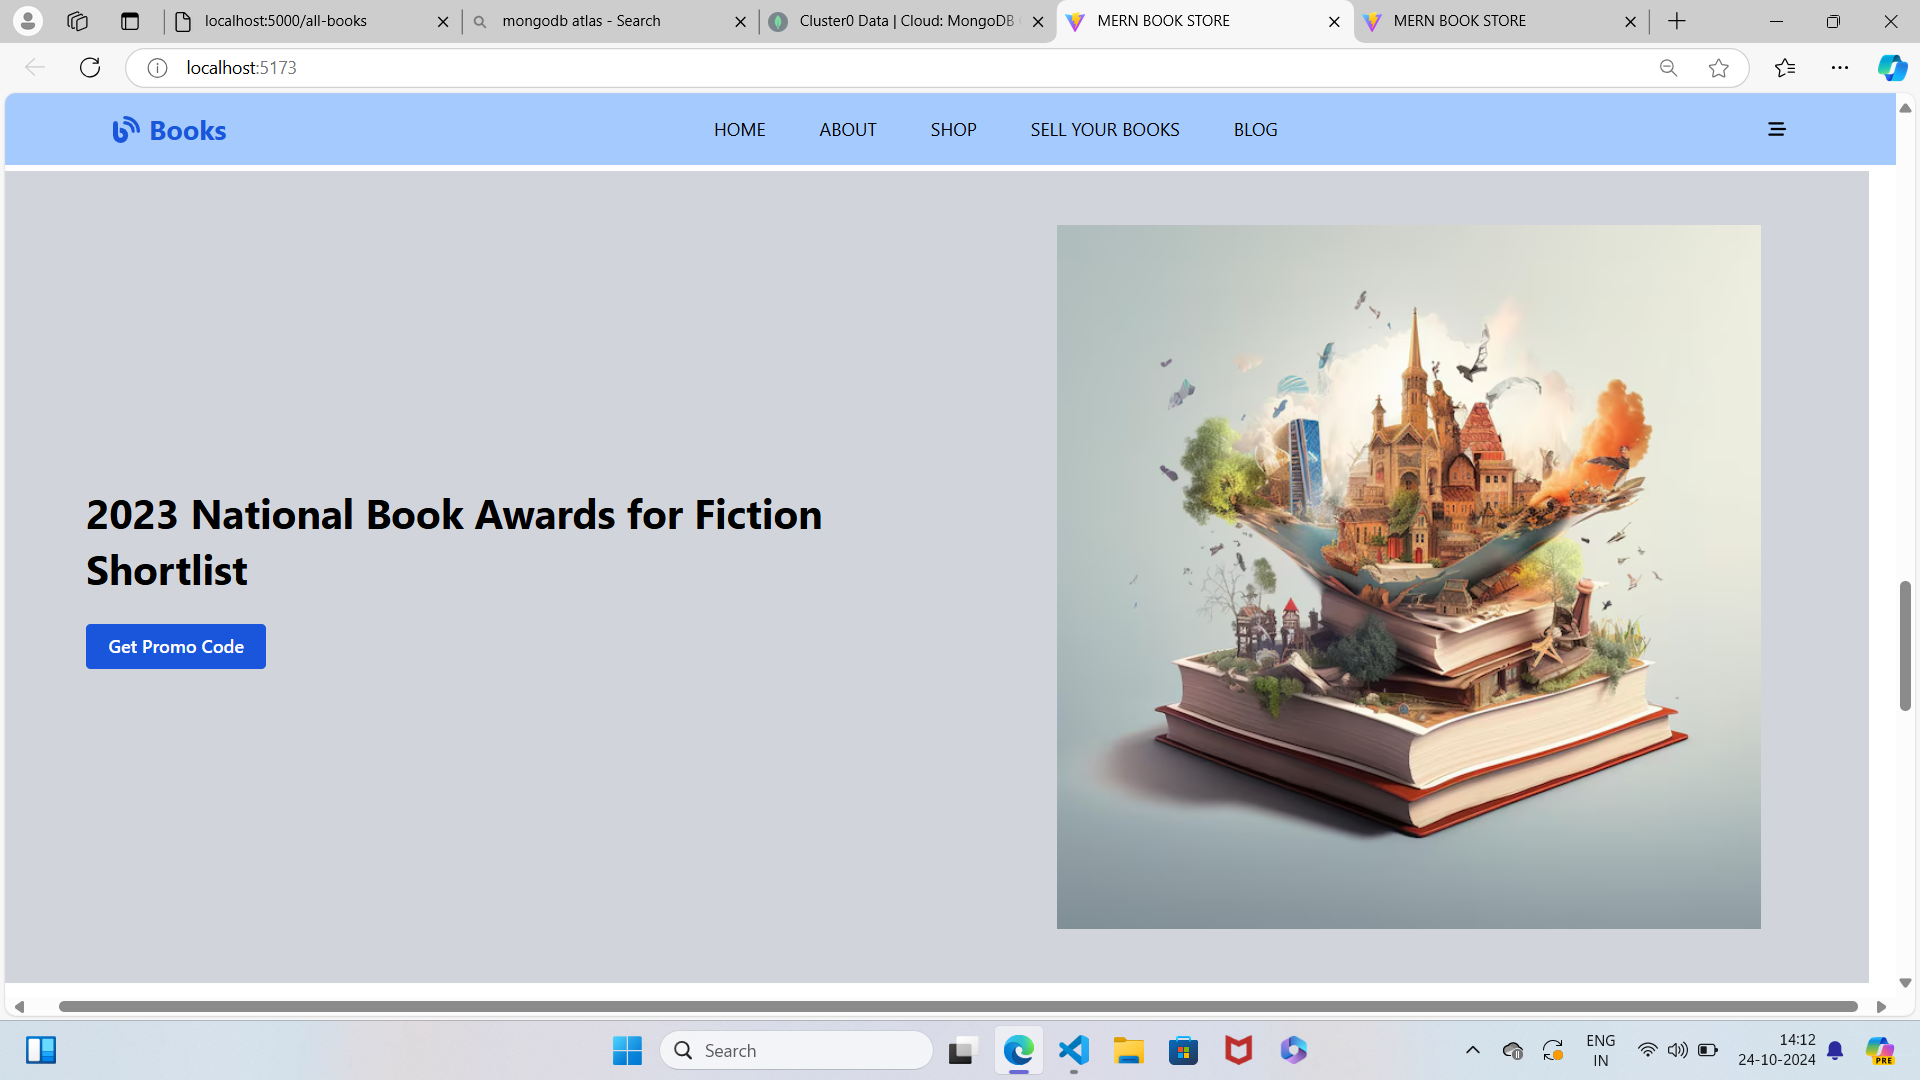 localhost:5000/all-books
mongodb atlas - Search
Cluster0 Data | Cloud: MongoDB
MERN BOOK STORE
MERN BOOK STORE
localhost:5173
Books
HOME
ABOUT
SHOP
SELL YOUR BOOKS
BLOG
2023 National Book Awards for Fiction
Shortlist
Get Promo Code
Search
ENG
IN
14:12
24-10-2024
PRE